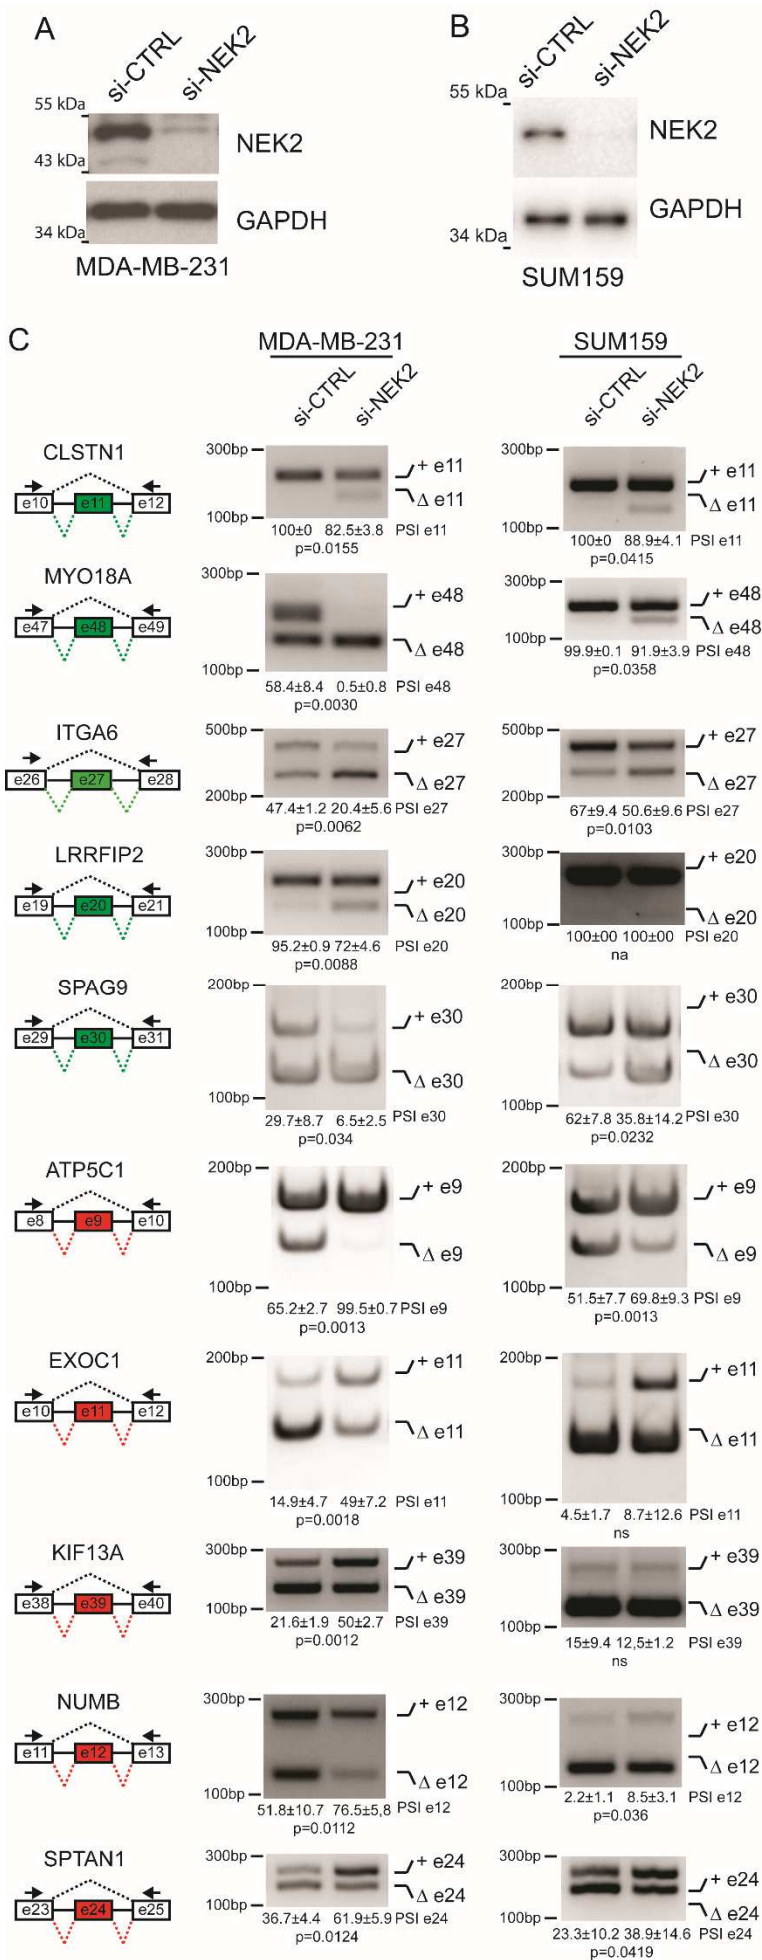 A
si-CTRL
si-NEK2
55 kDa
NEK2
43 kDa
GAPDH
34 kDa
MDA-MB-231
B
si-CTRL
si-NEK2
55 kDa
NEK2
GAPDH
34 kDa
SUM159
C
MDA-MB-231
SUM159
si-CTRL
si-NEK2
si-CTRL
si-NEK2
CLSTN1
e10 e11 e12
300bp
+ e11
Δ e11
100bp
100±0 82.5±3.8 PSI e11
p=0.0155
300bp
+ e11
Δ e11
100bp
100±0 88.9±4.1 PSI e11
p=0.0415
MYO18A
e47 e48 e49
300bp
+ e48
Δ e48
100bp
58.4±8.4 0.5±0.8 PSI e48
p=0.0030
300bp
+ e48
Δ e48
100bp
99.9±0.1 91.9±3.9 PSI e48
p=0.0358
ITGA6
e26 e27 e28
500bp
+ e27
Δ e27
200bp
47.4±1.2 20.4±5.6 PSI e27
p=0.0062
500bp
+ e27
Δ e27
200bp
67±9.4 50.6±9.6 PSI e27
p=0.0103
LRRFIP2
e19 e20 e21
300bp
+ e20
Δ e20
100bp
95.2±0.9 72±4.6 PSI e20
p=0.0088
300bp
+ e20
Δ e20
100bp
100±00 100±00 PSI e20
na
SPAG9
e29 e30 e31
200bp
+ e30
Δ e30
100bp
29.7±8.7 6.5±2.5 PSI e30
p=0.034
200bp
+ e30
Δ e30
100bp
62±7.8 35.8±14.2 PSI e30
p=0.0232
ATP5C1
e8 e9 e10
200bp
+ e9
Δ e9
100bp
65.2±2.7 99.5±0.7 PSI e9
p=0.0013
200bp
+ e9
Δ e9
100bp
51.5±7.7 69.8±9.3 PSI e9
p=0.0013
EXOC1
e10 e11 e12
200bp
+ e11
Δ e11
100bp
14.9±4.7 49±7.2 PSI e11
p=0.0018
200bp
+ e11
Δ e11
100bp
4.5±1.7 8.7±12.6 PSI e11
ns
KIF13A
e38 e39 e40
300bp
+ e39
Δ e39
100bp
21.6±1.9 50±2.7 PSI e39
p=0.0012
300bp
+ e39
Δ e39
100bp
15±9.4 12,5±1.2 PSI e39
ns
NUMB
e11 e12 e13
300bp
+ e12
Δ e12
100bp
51.8±10.7 76.5±5,8 PSI e12
p=0.0112
300bp
+ e12
Δ e12
100bp
2.2±1.1 8.5±3.1 PSI e12
p=0.036
SPTAN1
e23 e24 e25
300bp
+ e24
Δ e24
100bp
36.7±4.4 61.9±5.9 PSI e24
p=0.0124
300bp
+ e24
Δ e24
100bp
23.3±10.2 38.9±14.6 PSI e24
p=0.0419